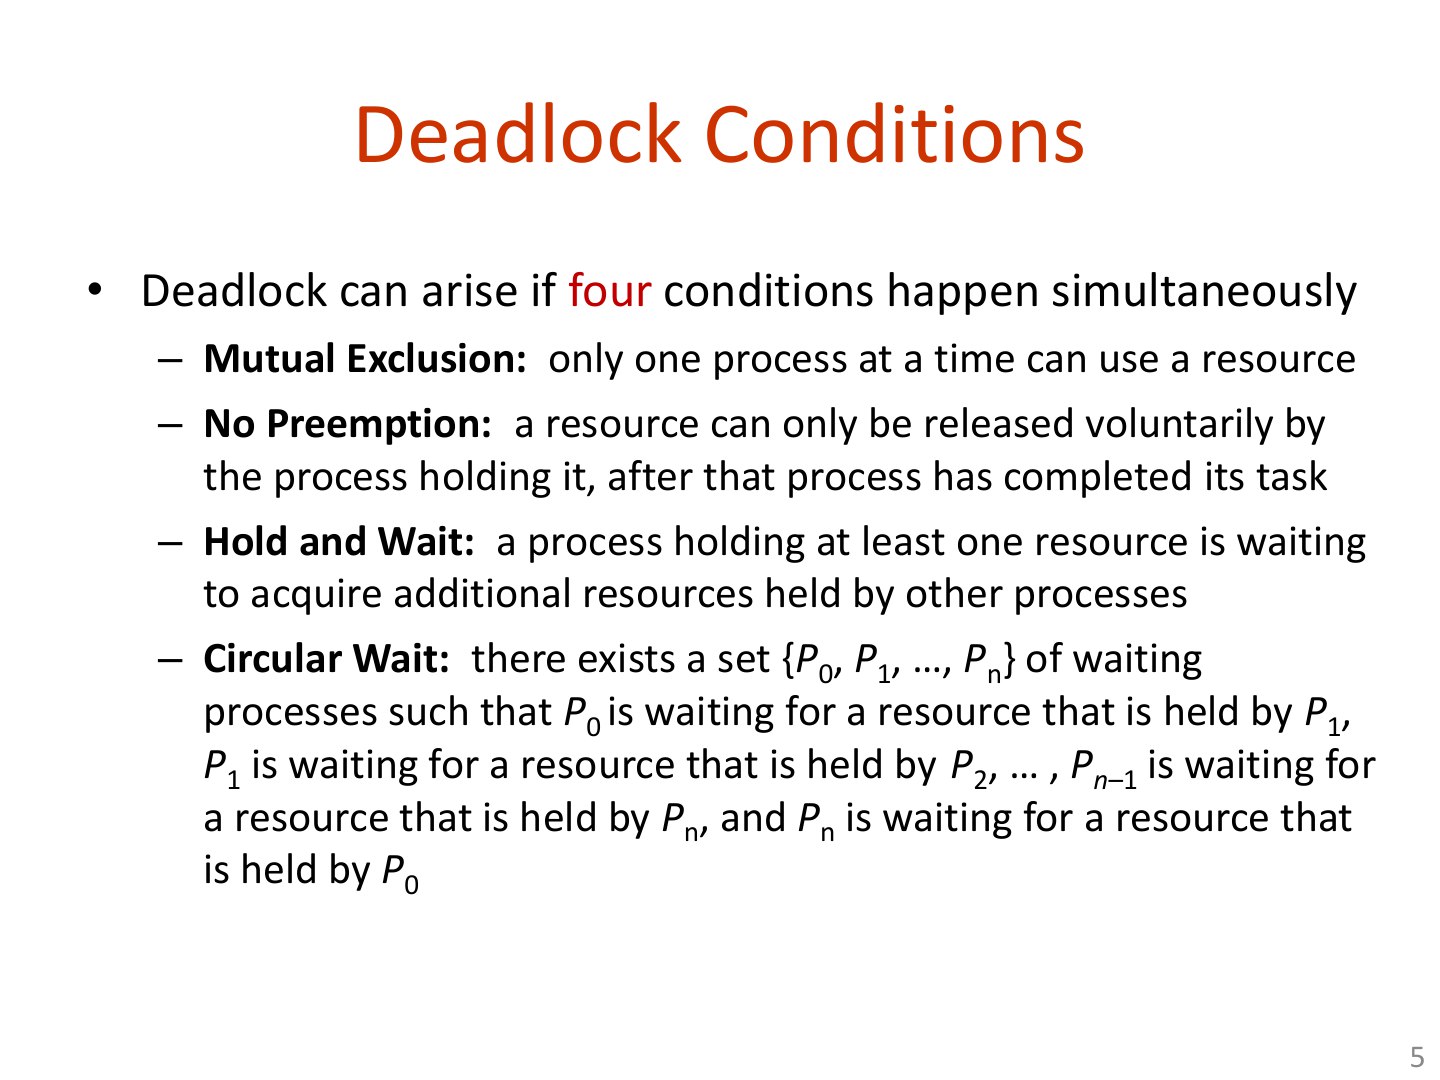 Deadlock Conditions
• Deadlock can arise if four conditions happen simultaneously
– Mutual Exclusion: only one process at a time can use a resource
– No Preemption: a resource can only be released voluntarily by
the process holding it, after that process has completed its task
– Hold and Wait: a process holding at least one resource is waiting
to acquire additional resources held by other processes
– Circular Wait: there exists a set {P0, P1, …, Pn} of waiting
processes such that P0 is waiting for a resource that is held by P1,
P1 is waiting for a resource that is held by P2, … , Pn–1 is waiting for
a resource that is held by Pn, and Pn is waiting for a resource that
is held by P0
5